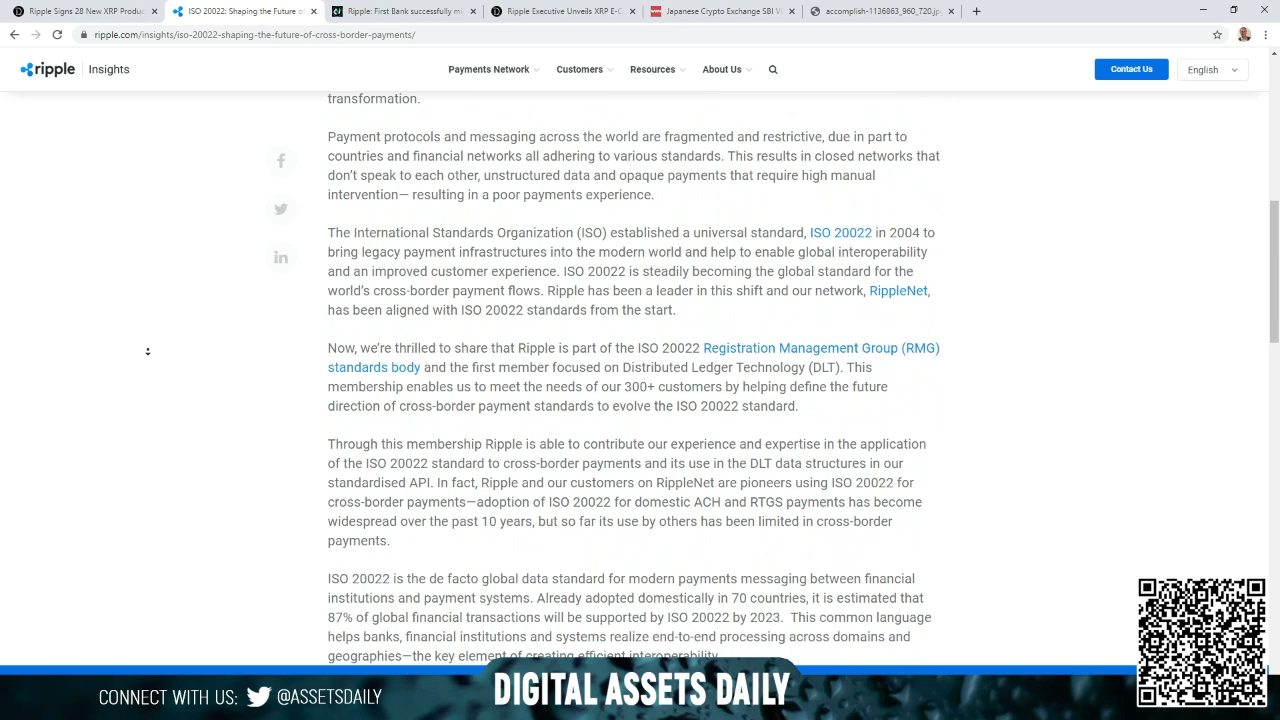 Ripple Signs 28 New XRP Produc
ISO 20022: Shaping the Future of
Ripple: First Bank successfully mi
Ripple Executive Unveils XRP E-C
Japanese Crypto Exchange SBI V
accomplish-1136863_960_720.jp
ripple.com/insights/iso-20022-shaping-the-future-of-cross-border-payments/
ripple Insights
Payments Network
Customers
Resources
About Us
Contact Us
English
transformation.
Payment protocols and messaging across the world are fragmented and restrictive, due in part to
countries and financial networks all adhering to various standards. This results in closed networks that
don’t speak to each other, unstructured data and opaque payments that require high manual
intervention— resulting in a poor payments experience.
The International Standards Organization (ISO) established a universal standard, ISO 20022 in 2004 to
bring legacy payment infrastructures into the modern world and help to enable global interoperability
and an improved customer experience. ISO 20022 is steadily becoming the global standard for the
world’s cross-border payment flows. Ripple has been a leader in this shift and our network, RippleNet,
has been aligned with ISO 20022 standards from the start.
Now, we’re thrilled to share that Ripple is part of the ISO 20022 Registration Management Group (RMG)
standards body and the first member focused on Distributed Ledger Technology (DLT). This
membership enables us to meet the needs of our 300+ customers by helping define the future
direction of cross-border payment standards to evolve the ISO 20022 standard.
Through this membership Ripple is able to contribute our experience and expertise in the application
of the ISO 20022 standard to cross-border payments and its use in the DLT data structures in our
standardised API. In fact, Ripple and our customers on RippleNet are pioneers using ISO 20022 for
cross-border payments—adoption of ISO 20022 for domestic ACH and RTGS payments has become
widespread over the past 10 years, but so far its use by others has been limited in cross-border
payments.
ISO 20022 is the de facto global data standard for modern payments messaging between financial
institutions and payment systems. Already adopted domestically in 70 countries, it is estimated that
87% of global financial transactions will be supported by ISO 20022 by 2023. This common language
helps banks, financial institutions and systems realize end-to-end processing across domains and
geographies—the key element of creating efficient interoperability.
CONNECT WITH US: @ASSETSDAILY
DIGITAL ASSETS DAILY